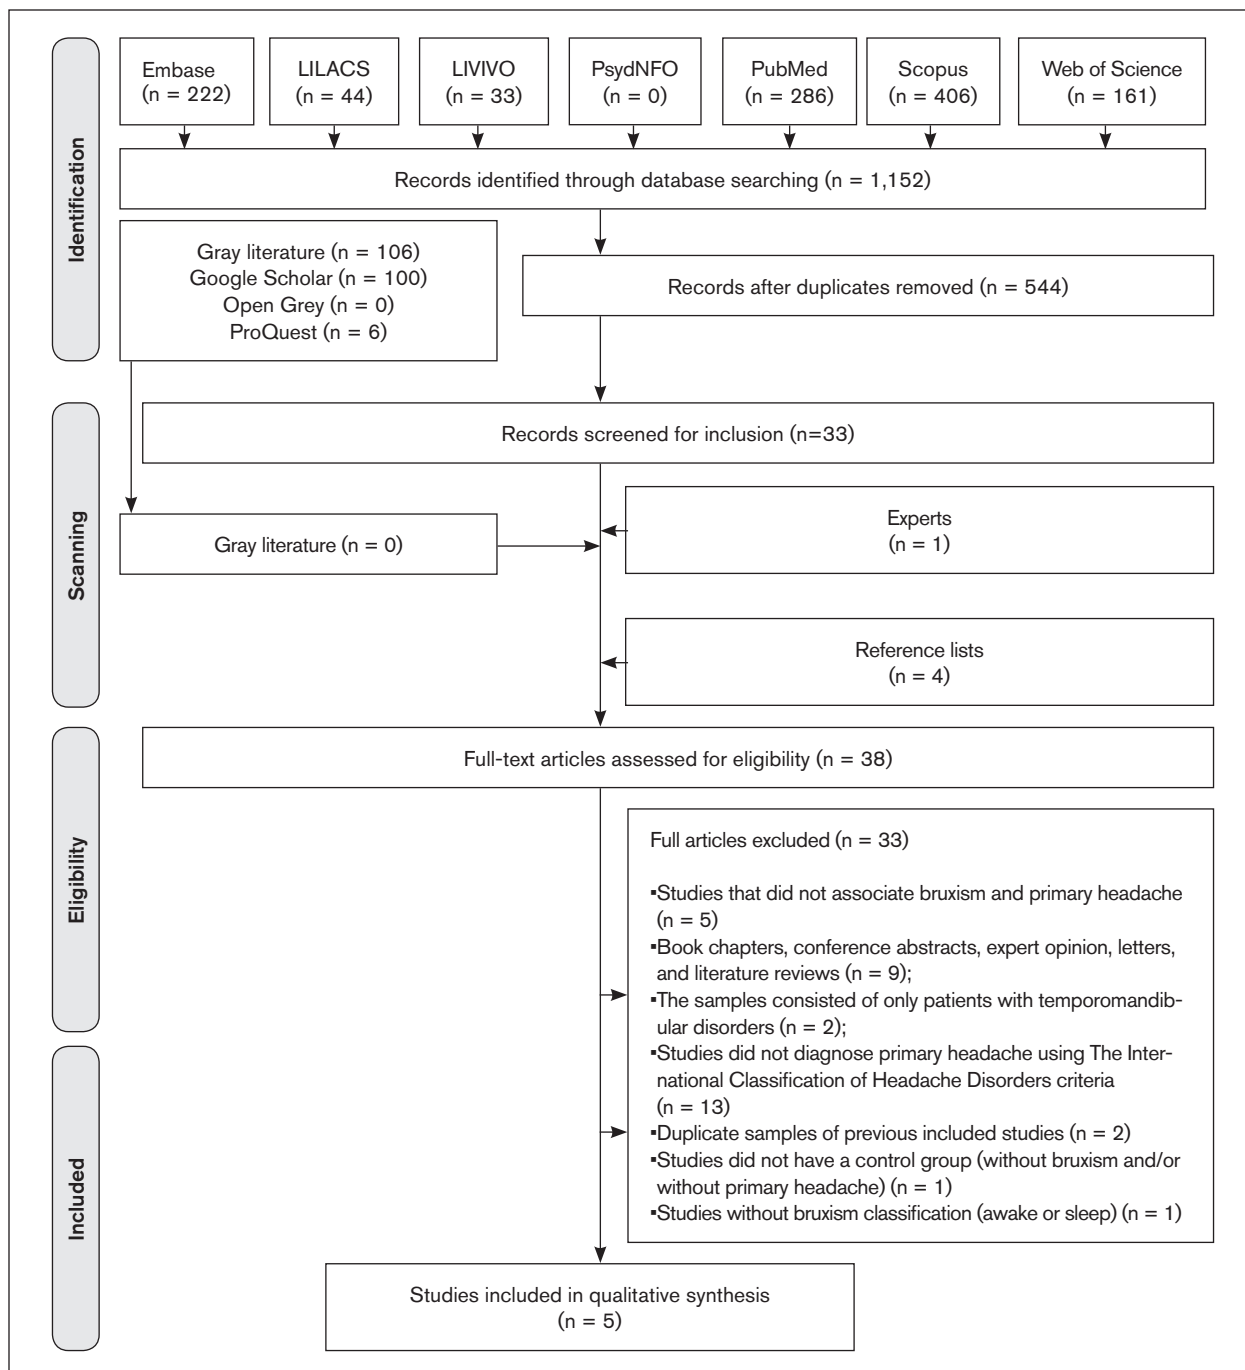 Identification
Embase
(n = 222)
LILACS
(n = 44)
LIVIVO
(n = 33)
PsydNFO
(n = 0)
PubMed
(n = 286)
Scopus
(n = 406)
Web of Science
(n = 161)
Records identified through database searching (n = 1,152)
Gray literature (n = 106)
Google Scholar (n = 100)
Open Grey (n = 0)
ProQuest (n = 6)
Records after duplicates removed (n = 544)
Scanning
Records screened for inclusion (n=33)
Gray literature (n = 0)
Experts
(n = 1)
Reference lists
(n = 4)
Eligibility
Full-text articles assessed for eligibility (n = 38)
Full articles excluded (n = 33)
▪Studies that did not associate bruxism and primary headache
(n = 5)
▪Book chapters, conference abstracts, expert opinion, letters,
and literature reviews (n = 9);
▪The samples consisted of only patients with temporomandib-
ular disorders (n = 2);
▪Studies did not diagnose primary headache using The Inter-
national Classification of Headache Disorders criteria
(n = 13)
▪Duplicate samples of previous included studies (n = 2)
▪Studies did not have a control group (without bruxism and/or
without primary headache) (n = 1)
▪Studies without bruxism classification (awake or sleep) (n = 1)
Included
Studies included in qualitative synthesis
(n = 5)